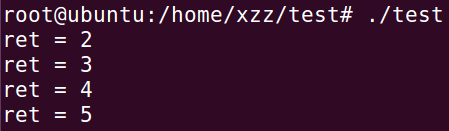 root@ubuntu:/home/xzz/test# ./test
ret = 2
ret = 3
ret = 4
ret = 5